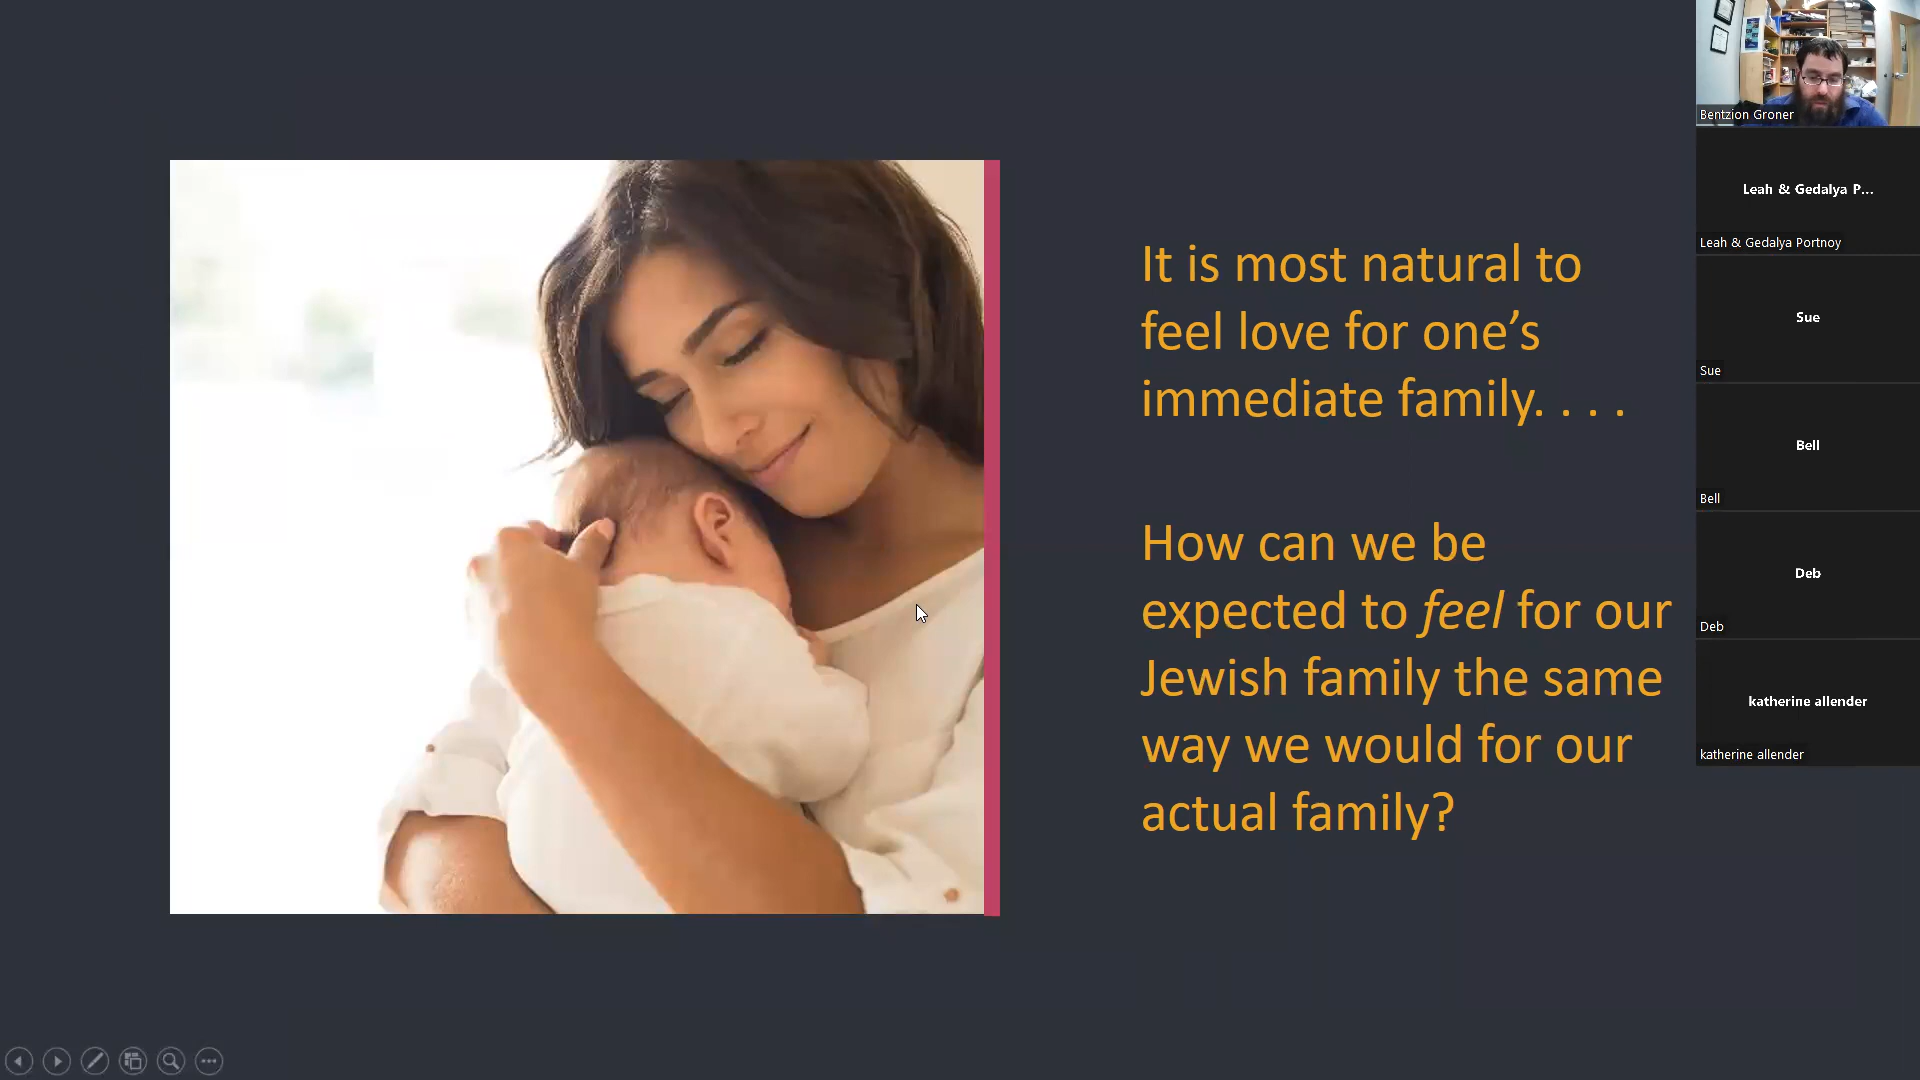 It is most natural to
feel love for one’s
immediate family. . . .
How can we be
expected to feel for our
Jewish family the same
way we would for our
actual family?
Bentzion Groner
Leah & Gedalya P...
Leah & Gedalya Portnoy
Sue
Sue
Bell
Bell
Deb
Deb
katherine allender
katherine allender